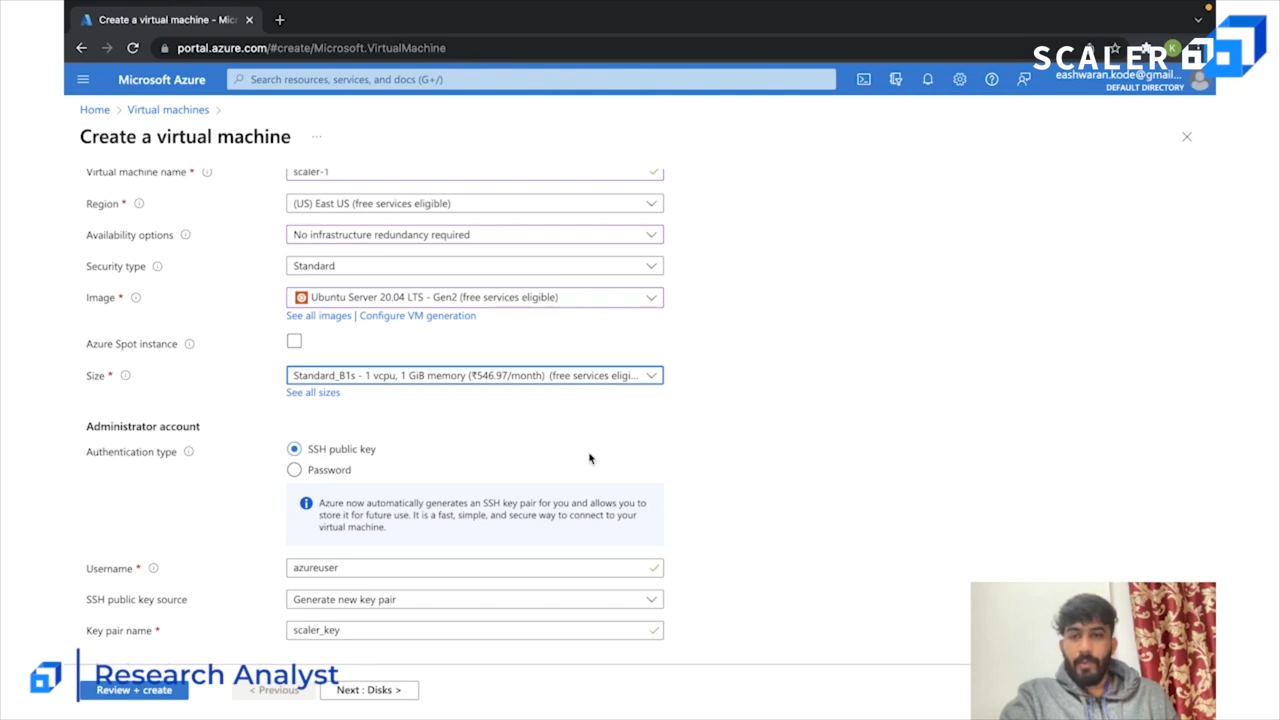 Create a virtual machine - Micr
portal.azure.com/#create/Microsoft.VirtualMachine
K
SCALER
Microsoft Azure
Search resources, services, and docs (G+/)
eashwaran.kode@gmail...
DEFAULT DIRECTORY
Home > Virtual machines >
Create a virtual machine ...
Virtual machine name * scaler-1
Region * (US) East US (free services eligible)
Availability options No infrastructure redundancy required
Security type Standard
Image * Ubuntu Server 20.04 LTS - Gen2 (free services eligible)
See all images | Configure VM generation
Azure Spot instance
Size * Standard_B1s - 1 vcpu, 1 GiB memory (₹546.97/month) (free services eligi...
See all sizes
Administrator account
Authentication type SSH public key
Password
Azure now automatically generates an SSH key pair for you and allows you to
store it for future use. It is a fast, simple, and secure way to connect to your
virtual machine.
Username * azureuser
SSH public key source Generate new key pair
Key pair name * scaler_key
Research Analyst
Review + create < Previous Next : Disks >